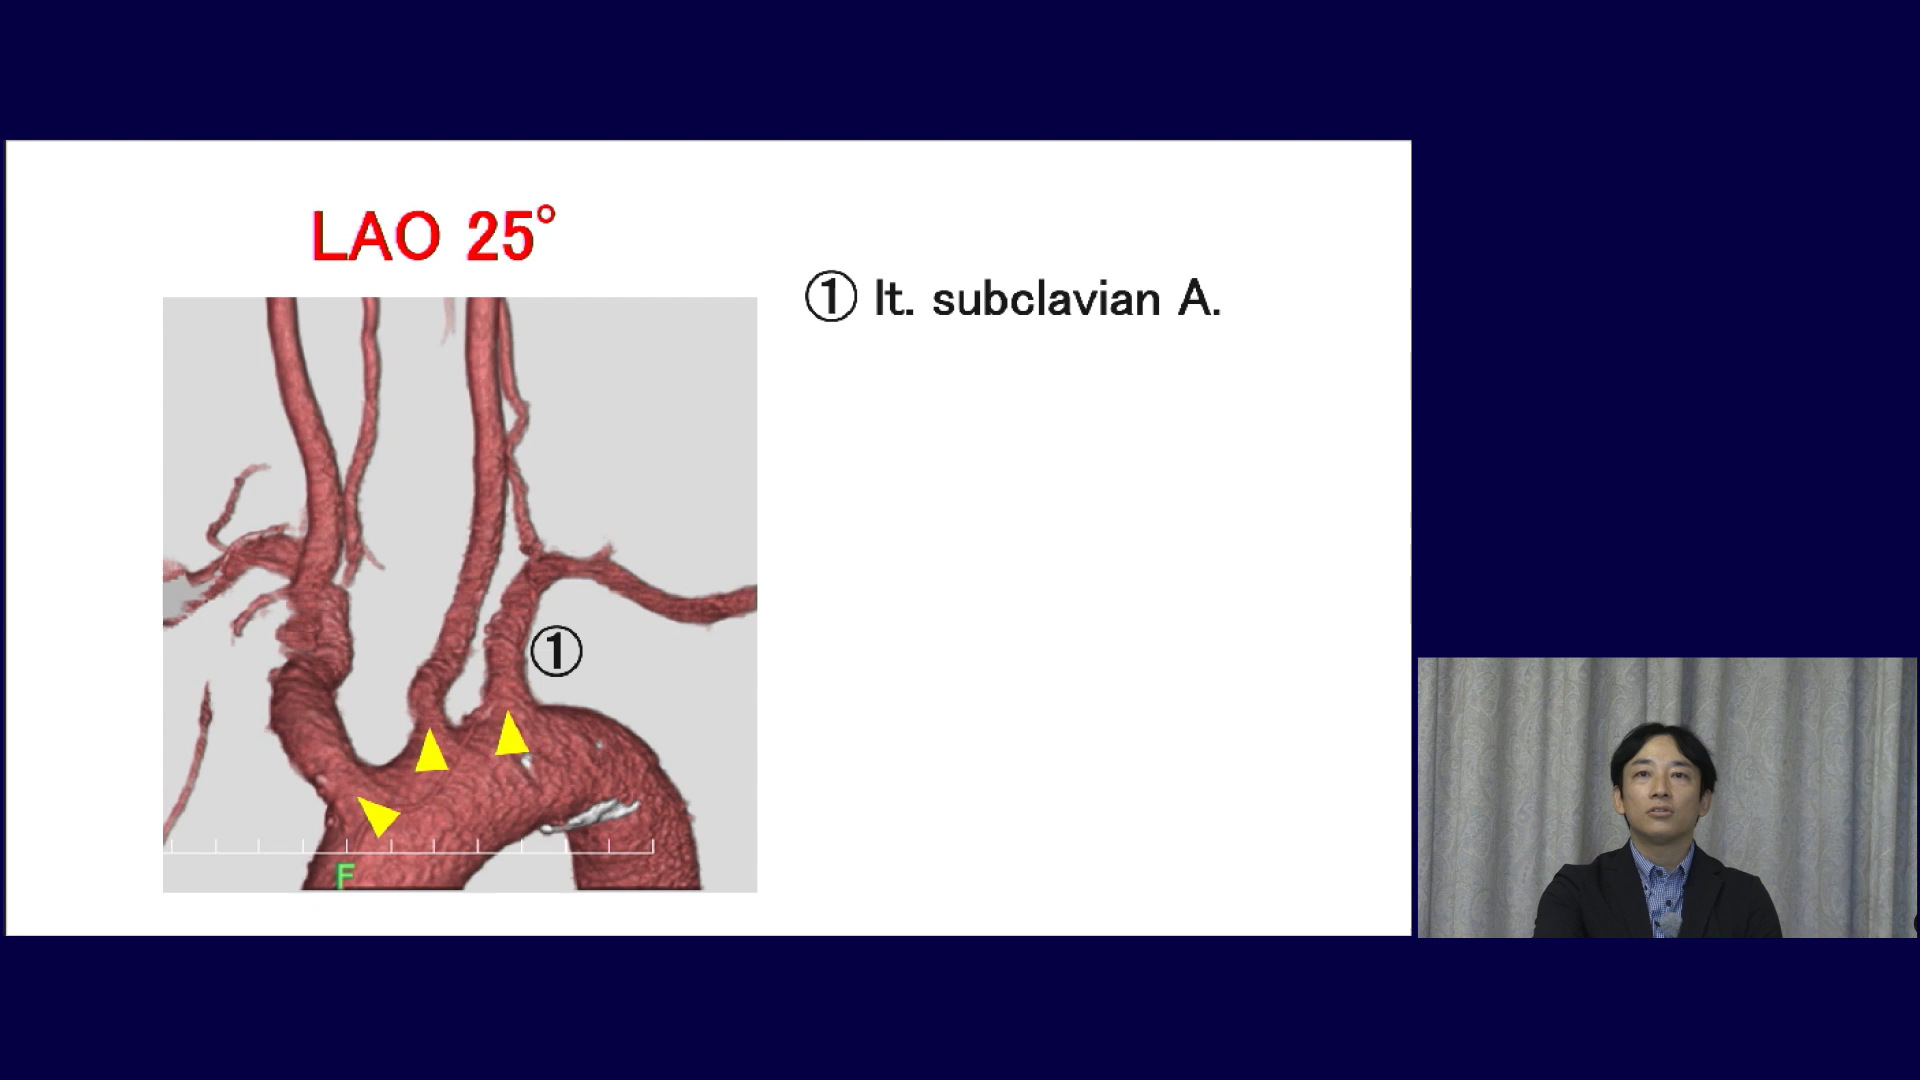 LAO 25°
① lt. subclavian A.
①
F